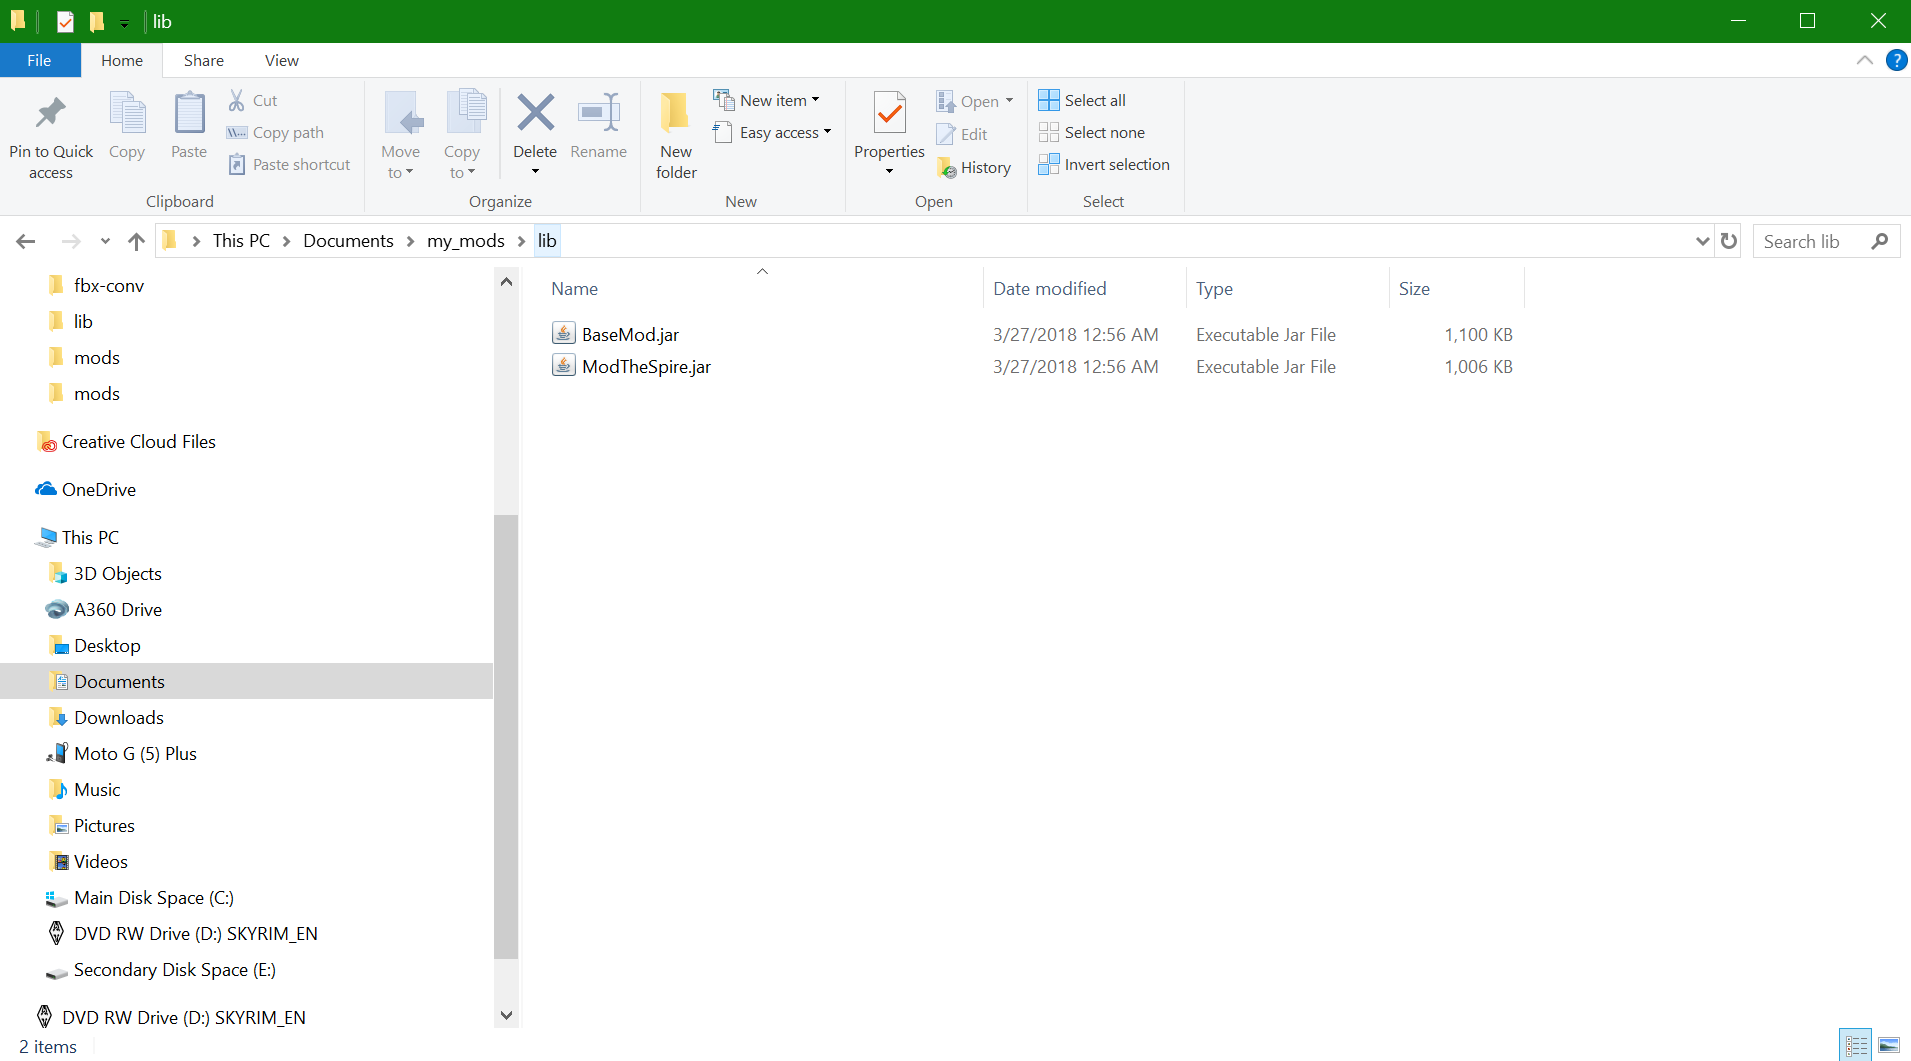 lib
File Home Share View
Pin to Quick access
Copy
Paste
Cut
Copy path
Paste shortcut
Clipboard
Move to
Copy to
Delete
Rename
Organize
New folder
New item
Easy access
New
Properties
Open
Edit
History
Open
Select all
Select none
Invert selection
Select
This PC Documents my_mods lib
Search lib
fbx-conv
lib
mods
mods
Creative Cloud Files
OneDrive
This PC
3D Objects
A360 Drive
Desktop
Documents
Downloads
Moto G (5) Plus
Music
Pictures
Videos
Main Disk Space (C:)
DVD RW Drive (D:) SKYRIM_EN
Secondary Disk Space (E:)
DVD RW Drive (D:) SKYRIM_EN
Name Date modified Type Size
BaseMod.jar 3/27/2018 12:56 AM Executable Jar File 1,100 KB
ModTheSpire.jar 3/27/2018 12:56 AM Executable Jar File 1,006 KB
2 items